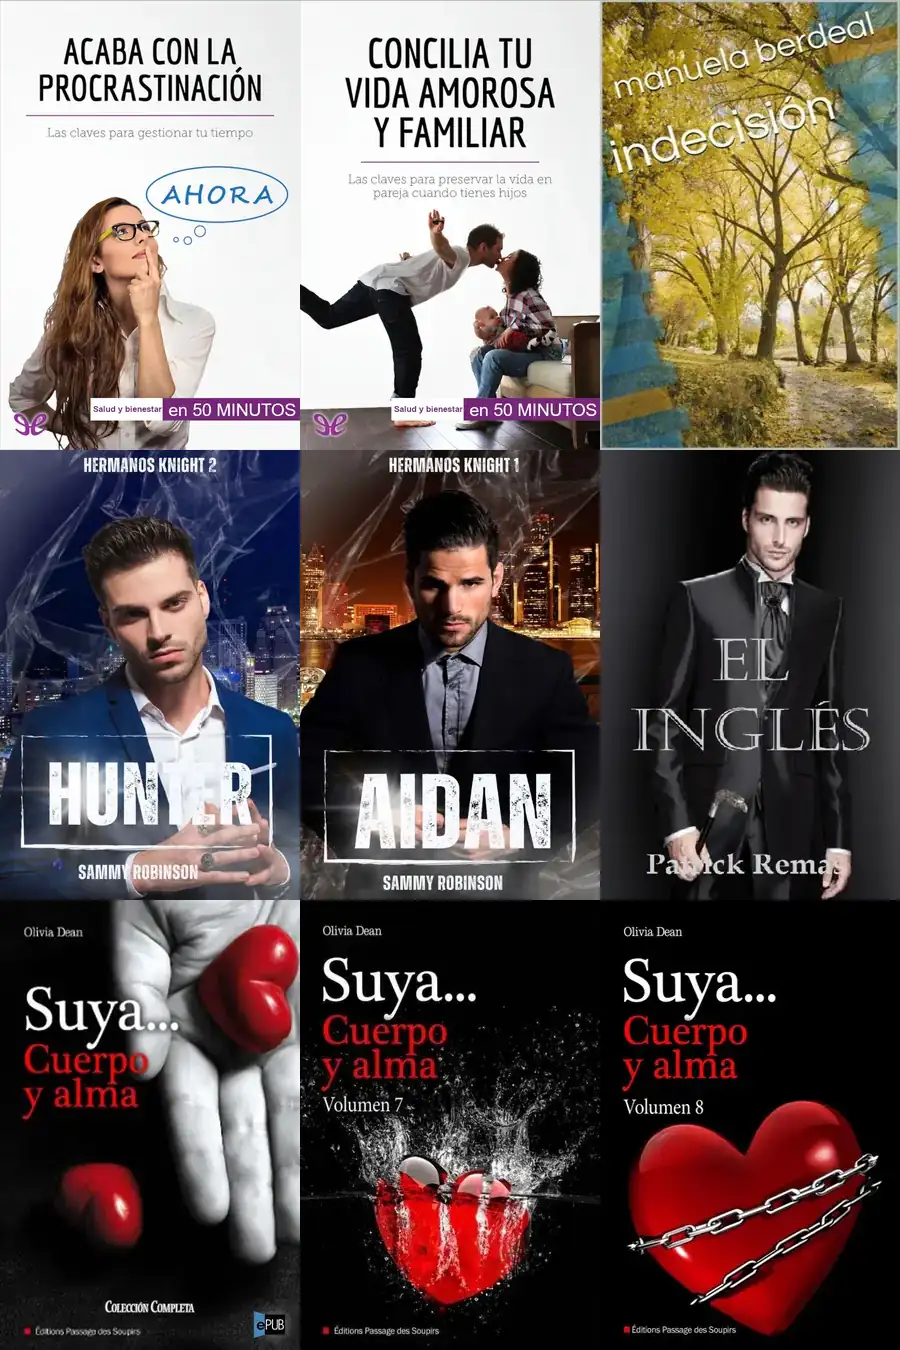 ACABA CON LA
PROCRASTINACIÓN
Las claves para gestionar tu tiempo
AHORA
Salud y bienestar
en 50 MINUTOS
CONCILIA TU
VIDA AMOROSA
Y FAMILIAR
Las claves para preservar la vida en
pareja cuando tienes hijos
Salud y bienestar
en 50 MINUTOS
manuela berdeal
indecisión
HERMANOS KNIGHT 2
HUNTER
SAMMY ROBINSON
HERMANOS KNIGHT 1
AIDAN
SAMMY ROBINSON
EL
INGLÉS
Patrick Remas
Olivia Dean
Suya...
Cuerpo
y alma
COLECCIÓN COMPLETA
Éditions Passage des Soupirs
ePUB
Olivia Dean
Suya...
Cuerpo
y alma
Volumen 7
Éditions Passage des Soupirs
Olivia Dean
Suya...
Cuerpo
y alma
Volumen 8
Éditions Passage des Soupirs